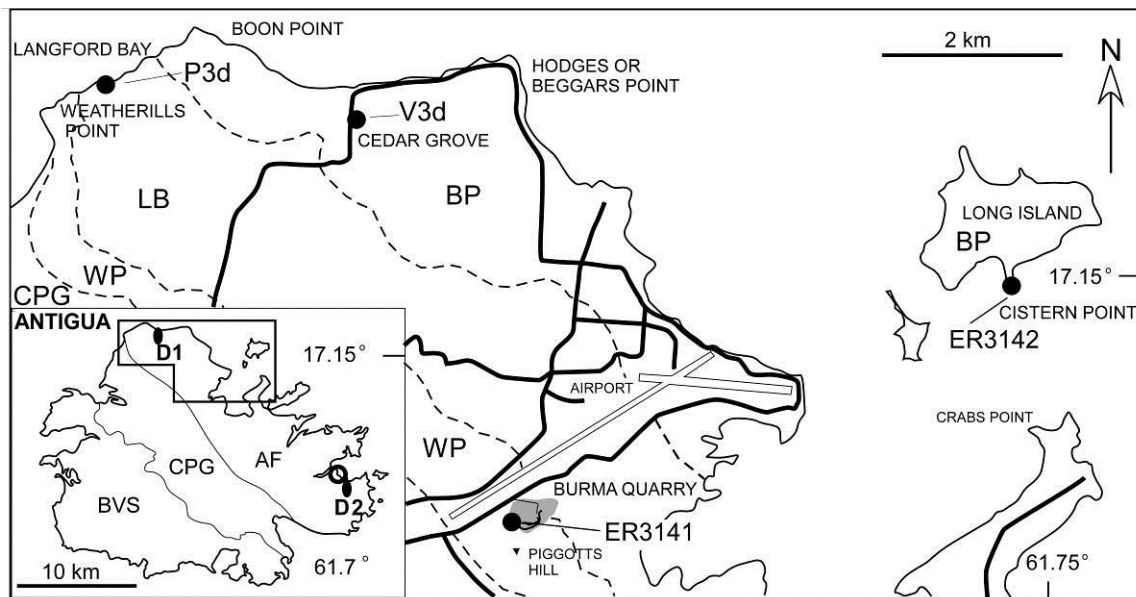 BOON POINT
LANGFORD BAY
P3d
WEATHERILLS
POINT
V3d
CEDAR GROVE
HODGES OR
BEGGARS POINT
2 km
N
LB
BP
WP
CPG
LONG ISLAND
BP
17.15°
CISTERN POINT
ER3142
ANTIGUA
D1
17.15°
CPG
AF
BVS
D2
10 km
61.7°
AIRPORT
WP
BURMA QUARRY
ER3141
PIGGOTTS
HILL
CRABS POINT
61.75°